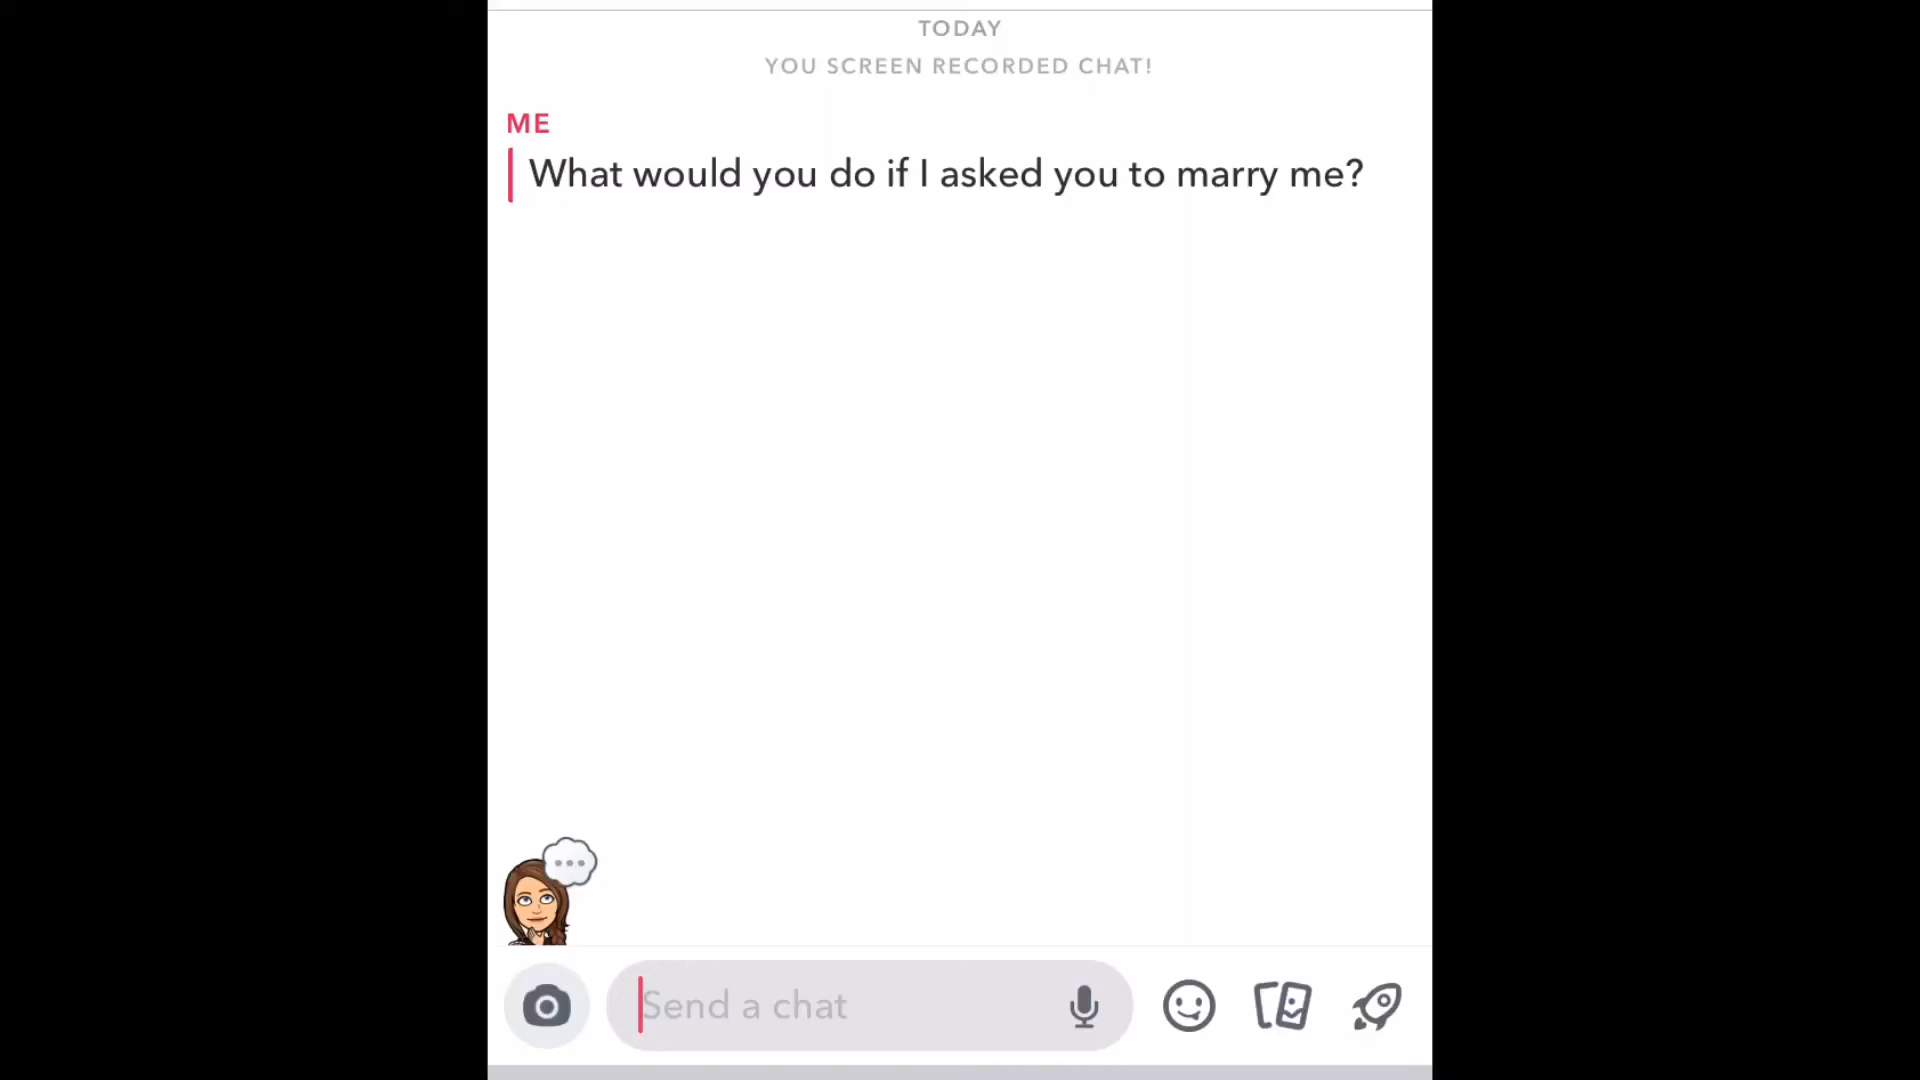 TODAY
YOU SCREEN RECORDED CHAT!
ME
What would you do if I asked you to marry me?
Send a chat